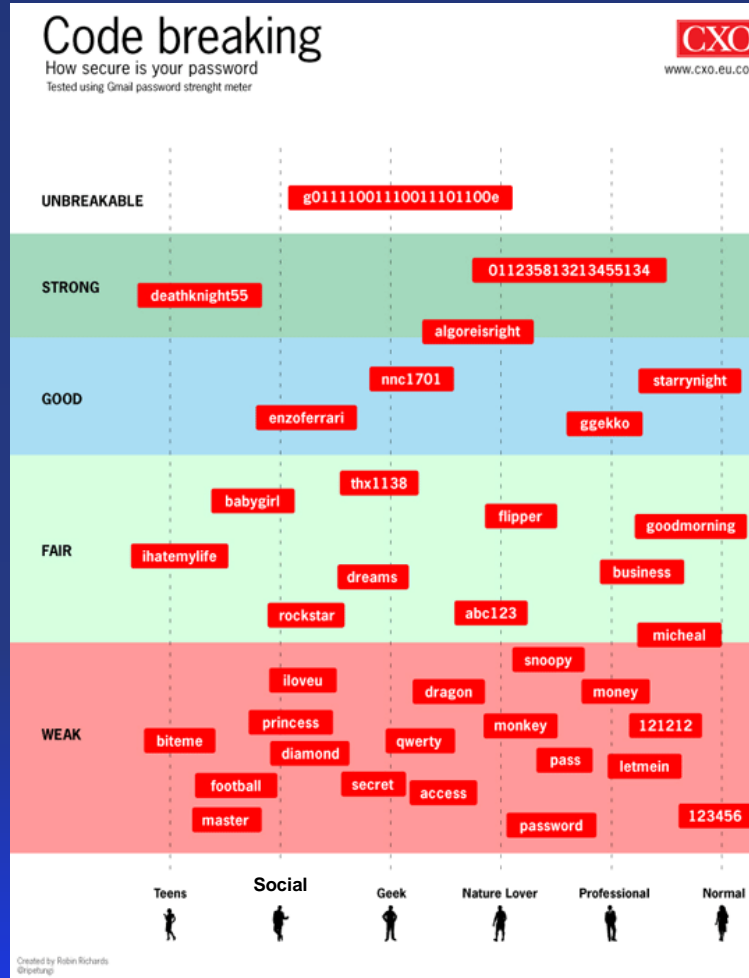 Code breaking
How secure is your password
Tested using Gmail password strenght meter
CXO
www.cxo.eu.co
UNBREAKABLE
g01111001110011101100e
STRONG
011235813213455134
deathknight55
algoreisright
GOOD
nnc1701
starrynight
enzoferrari
ggekko
FAIR
thx1138
babygirl
flipper
goodmorning
ihatemylife
business
dreams
abc123
rockstar
micheal
WEAK
snoopy
iloveu
dragon
money
princess
monkey
121212
biteme
qwerty
diamond
pass
letmein
football
secret
access
master
123456
password
Teens
Social
Geek
Nature Lover
Professional
Normal
Created by Robin Richards
@ripetungi